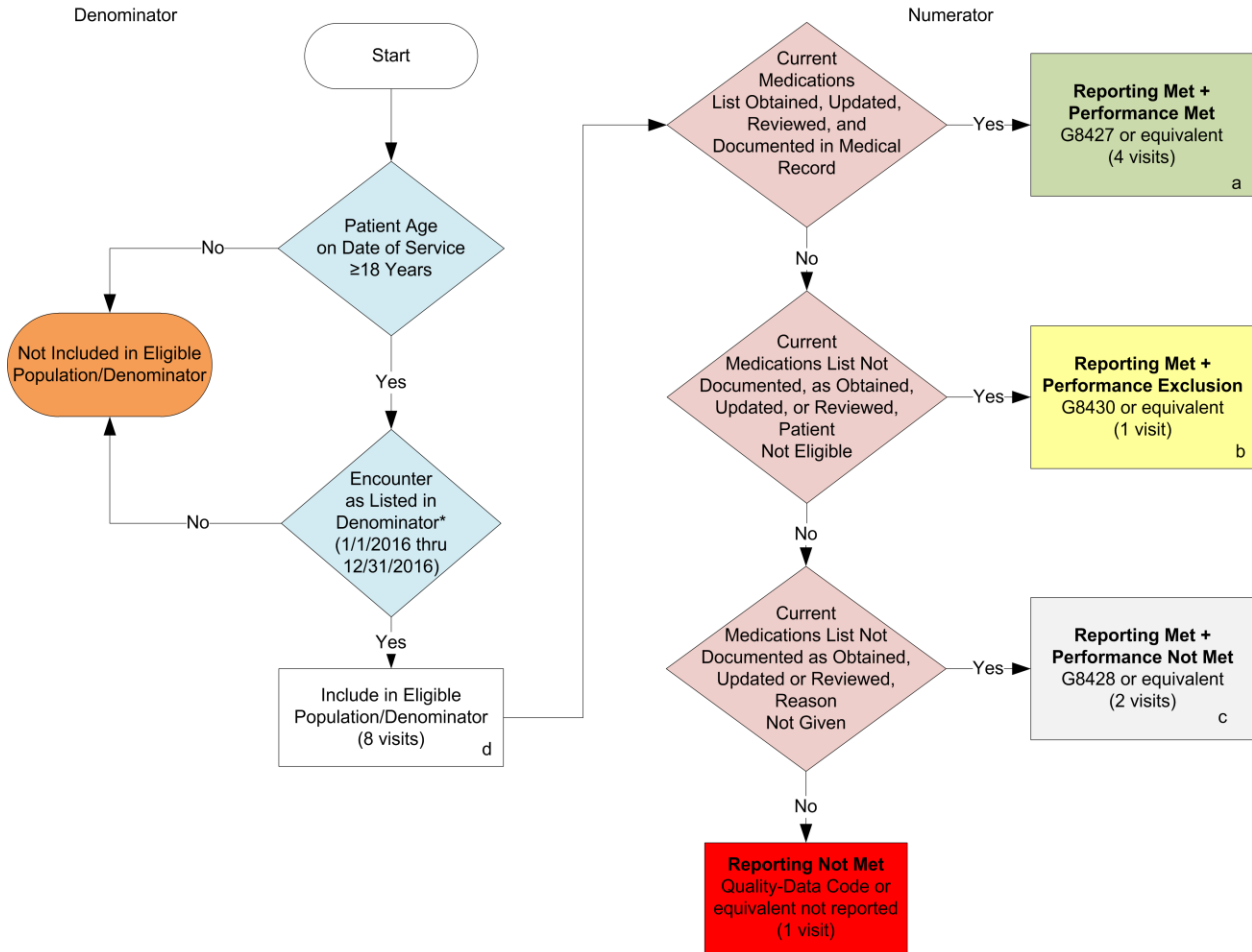 Denominator
Numerator
Start
Patient Age
on Date of Service
≥18 Years
No
Yes
Not Included in Eligible
Population/Denominator
Encounter
as Listed in
Denominator*
(1/1/2016 thru
12/31/2016)
No
Yes
Include in Eligible
Population/Denominator
(8 visits)
d
Current
Medications
List Obtained, Updated,
Reviewed, and
Documented in Medical
Record
Yes
Reporting Met +
Performance Met
G8427 or equivalent
(4 visits)
a
No
Current
Medications List Not
Documented, as Obtained,
Updated, or Reviewed,
Patient
Not Eligible
Yes
Reporting Met +
Performance Exclusion
G8430 or equivalent
(1 visit)
b
No
Current
Medications List Not
Documented as Obtained,
Updated or Reviewed,
Reason
Not Given
Yes
Reporting Met +
Performance Not Met
G8428 or equivalent
(2 visits)
c
No
Reporting Not Met
Quality-Data Code or
equivalent not reported
(1 visit)